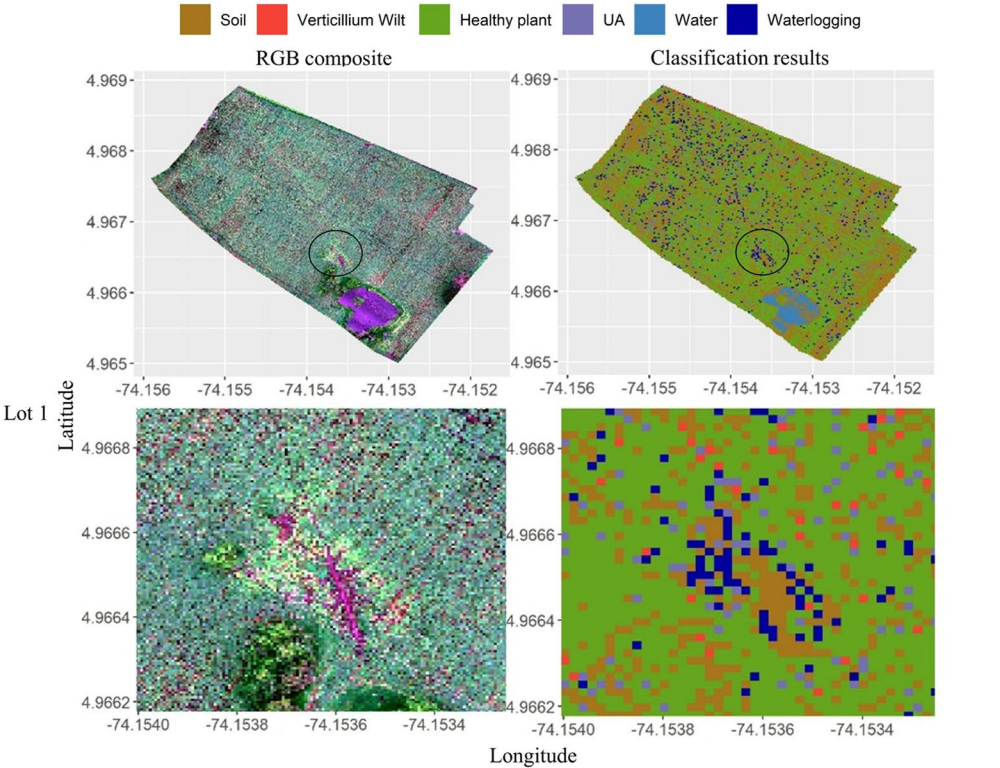 Soil Verticillium Wilt Healthy plant UA Water Waterlogging
RGB composite Classification results
4.969 4.969
4.968 4.968
4.967 4.967
4.966 4.966
4.965 4.965
-74.156 -74.155 -74.154 -74.153 -74.152 -74.156 -74.155 -74.154 -74.153 -74.152
Lot 1
Latitude
4.9668 4.9668
4.9666 4.9666
4.9664 4.9664
4.9662 4.9662
-74.1540 -74.1538 -74.1536 -74.1534 -74.1540 -74.1538 -74.1536 -74.1534
Longitude